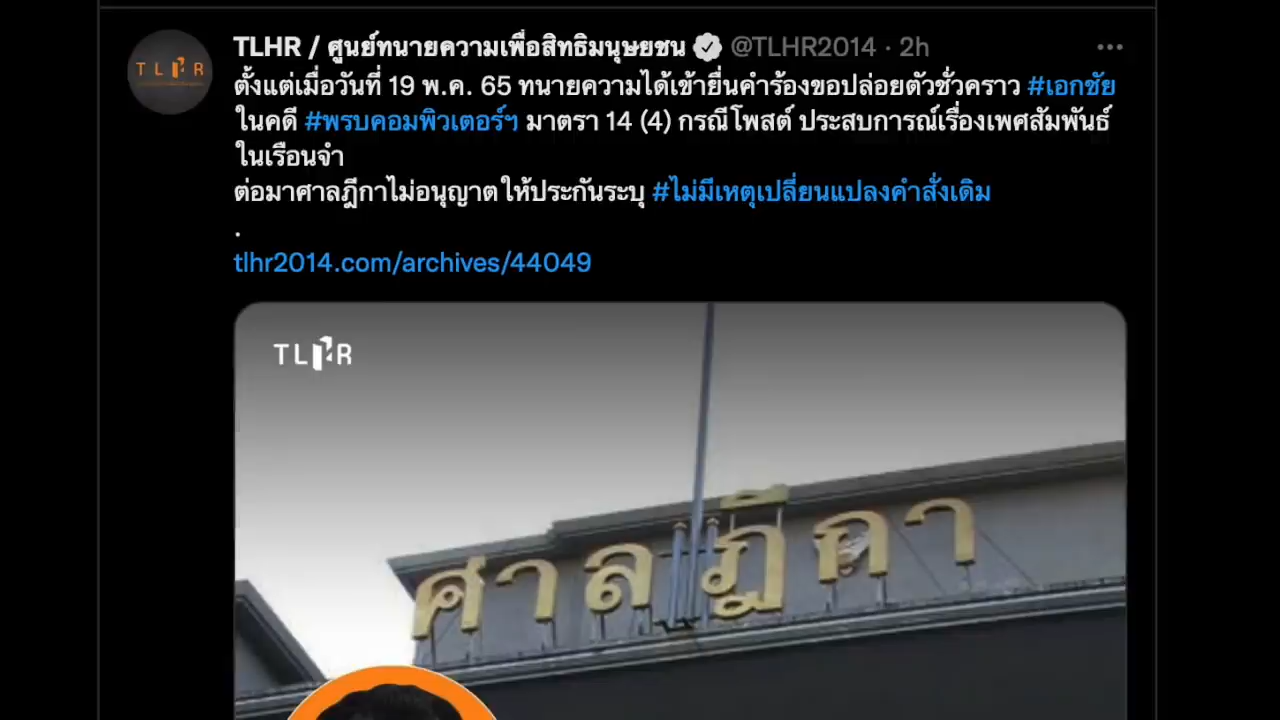 TLHR
TLHR / ศูนย์ทนายความเพื่อสิทธิมนุษยชน @TLHR2014 · 2h
ตั้งแต่เมื่อวันที่ 19 พ.ค. 65 ทนายความได้เข้ายื่นคำร้องขอปล่อยตัวชั่วคราว #เอกชัย
ในคดี #พรบคอมพิวเตอร์ฯ มาตรา 14 (4) กรณีโพสต์ ประสบการณ์เรื่องเพศสัมพันธ์
ในเรือนจำ
ต่อมาศาลฎีกาไม่อนุญาตให้ประกันระบุ #ไม่มีเหตุเปลี่ยนแปลงคำสั่งเดิม
.
tlhr2014.com/archives/44049
TLHR
ศาลฎีกา